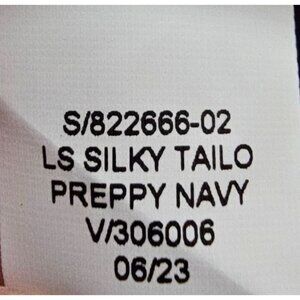 S/822666-02
LS SILKY TAILO
PREPPY NAVY
V/306006
06/23